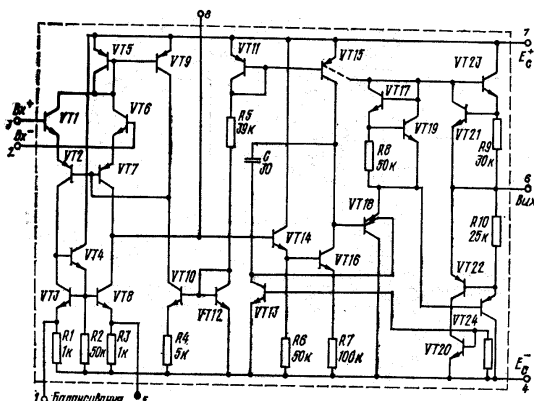 8
7
VT5
VT9
VT11
VT15
VT23
E⁺c
Вх⁺
3
VT1
VT6
VT17
Вх⁻
2
VT19
VT21
R5
39к
R9
30к
VT2
VT7
C
30
R8
50к
6
Вых
R10
25к
VT14
VT18
VT4
VT16
VT22
VT3
VT8
VT10
VT12
VT13
VT24
R1
1к
R2
50к
R3
1к
R4
5к
R6
50к
R7
100к
VT20
4
1
Балансировка
5